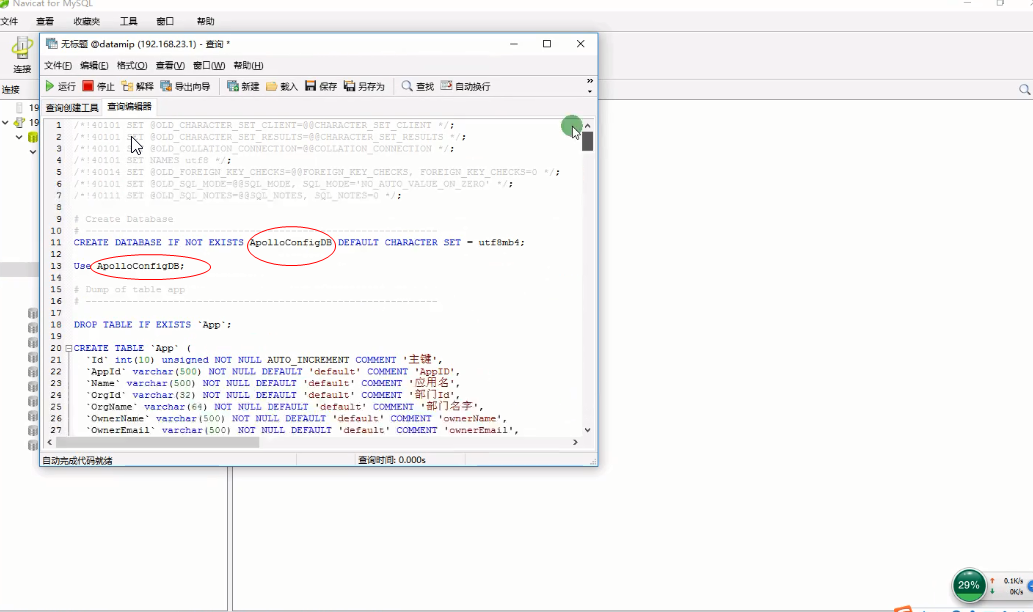 Navicat for MySQL
文件 查看 收藏夹 工具 窗口 帮助
连接
连接
19
19
无标题 @datamip (192.168.23.1) - 查询 *
文件(F) 编辑(E) 格式(O) 查看(V) 窗口(W) 帮助(H)
运行 停止 解释 导出向导 新建 载入 保存 另存为 查找 自动换行
查询创建工具 查询编辑器
1 /*!40101 SET @OLD_CHARACTER_SET_CLIENT=@@CHARACTER_SET_CLIENT */;
2 /*!40101 SET @OLD_CHARACTER_SET_RESULTS=@@CHARACTER_SET_RESULTS */;
3 /*!40101 SET @OLD_COLLATION_CONNECTION=@@COLLATION_CONNECTION */;
4 /*!40101 SET NAMES utf8 */;
5 /*!40014 SET @OLD_FOREIGN_KEY_CHECKS=@@FOREIGN_KEY_CHECKS, FOREIGN_KEY_CHECKS=0 */;
6 /*!40101 SET @OLD_SQL_MODE=@@SQL_MODE, SQL_MODE='NO_AUTO_VALUE_ON_ZERO' */;
7 /*!40111 SET @OLD_SQL_NOTES=@@SQL_NOTES, SQL_NOTES=0 */;
8
9 # Create Database
10 # ------------------------------------------------------------
11 CREATE DATABASE IF NOT EXISTS ApolloConfigDB DEFAULT CHARACTER SET = utf8mb4;
12
13 Use ApolloConfigDB;
14
15 # Dump of table app
16 # ------------------------------------------------------------
17
18 DROP TABLE IF EXISTS `App`;
19
20 CREATE TABLE `App` (
21 `Id` int(10) unsigned NOT NULL AUTO_INCREMENT COMMENT '主键',
22 `AppId` varchar(500) NOT NULL DEFAULT 'default' COMMENT 'AppID',
23 `Name` varchar(500) NOT NULL DEFAULT 'default' COMMENT '应用名',
24 `OrgId` varchar(32) NOT NULL DEFAULT 'default' COMMENT '部门Id',
25 `OrgName` varchar(64) NOT NULL DEFAULT 'default' COMMENT '部门名字',
26 `OwnerName` varchar(500) NOT NULL DEFAULT 'default' COMMENT 'ownerName',
27 `OwnerEmail` varchar(500) NOT NULL DEFAULT 'default' COMMENT 'ownerEmail',
自动完成代码就绪 查询时间: 0.000s
29% 0.1K/s
0K/s